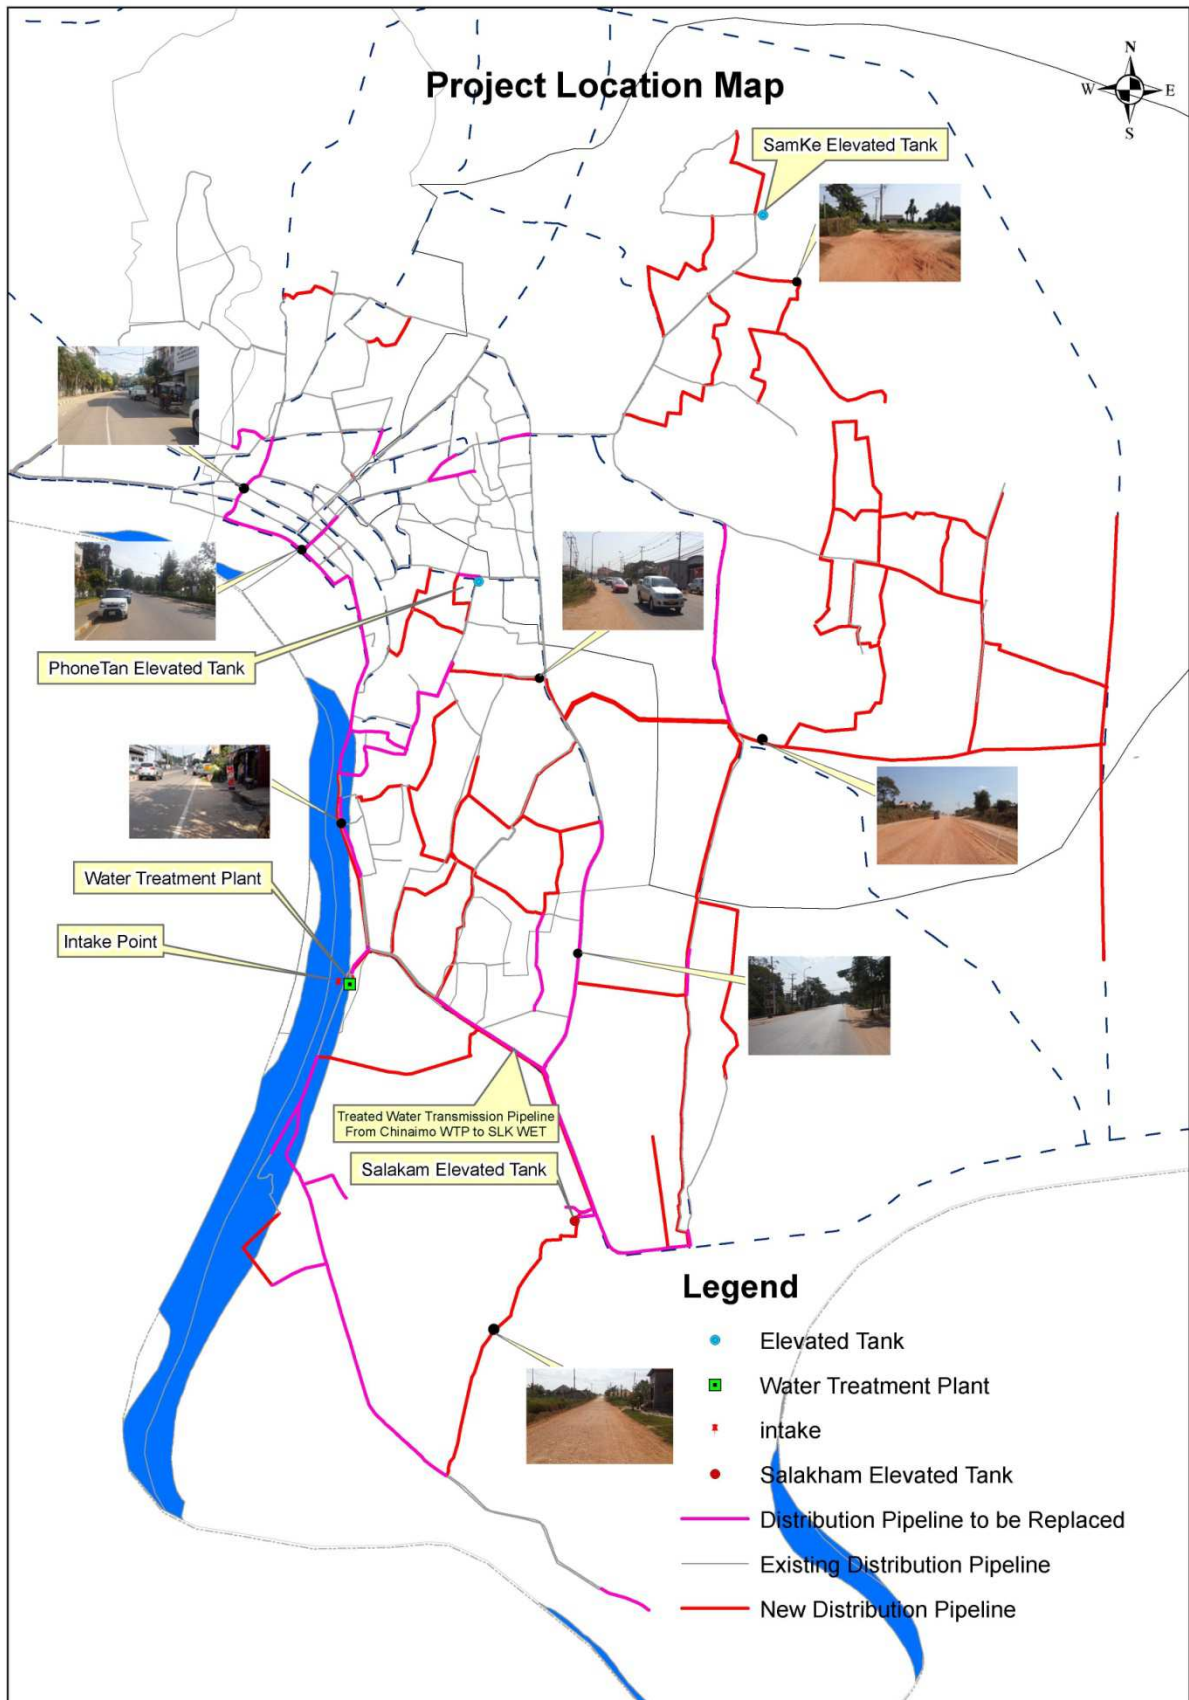 Project Location Map
N
W
E
S
SamKe Elevated Tank
PhoneTan Elevated Tank
Water Treatment Plant
Intake Point
Treated Water Transmission Pipeline
From Chinaimo WTP to SLK WET
Salakam Elevated Tank
Legend
Elevated Tank
Water Treatment Plant
intake
Salakham Elevated Tank
Distribution Pipeline to be Replaced
Existing Distribution Pipeline
New Distribution Pipeline